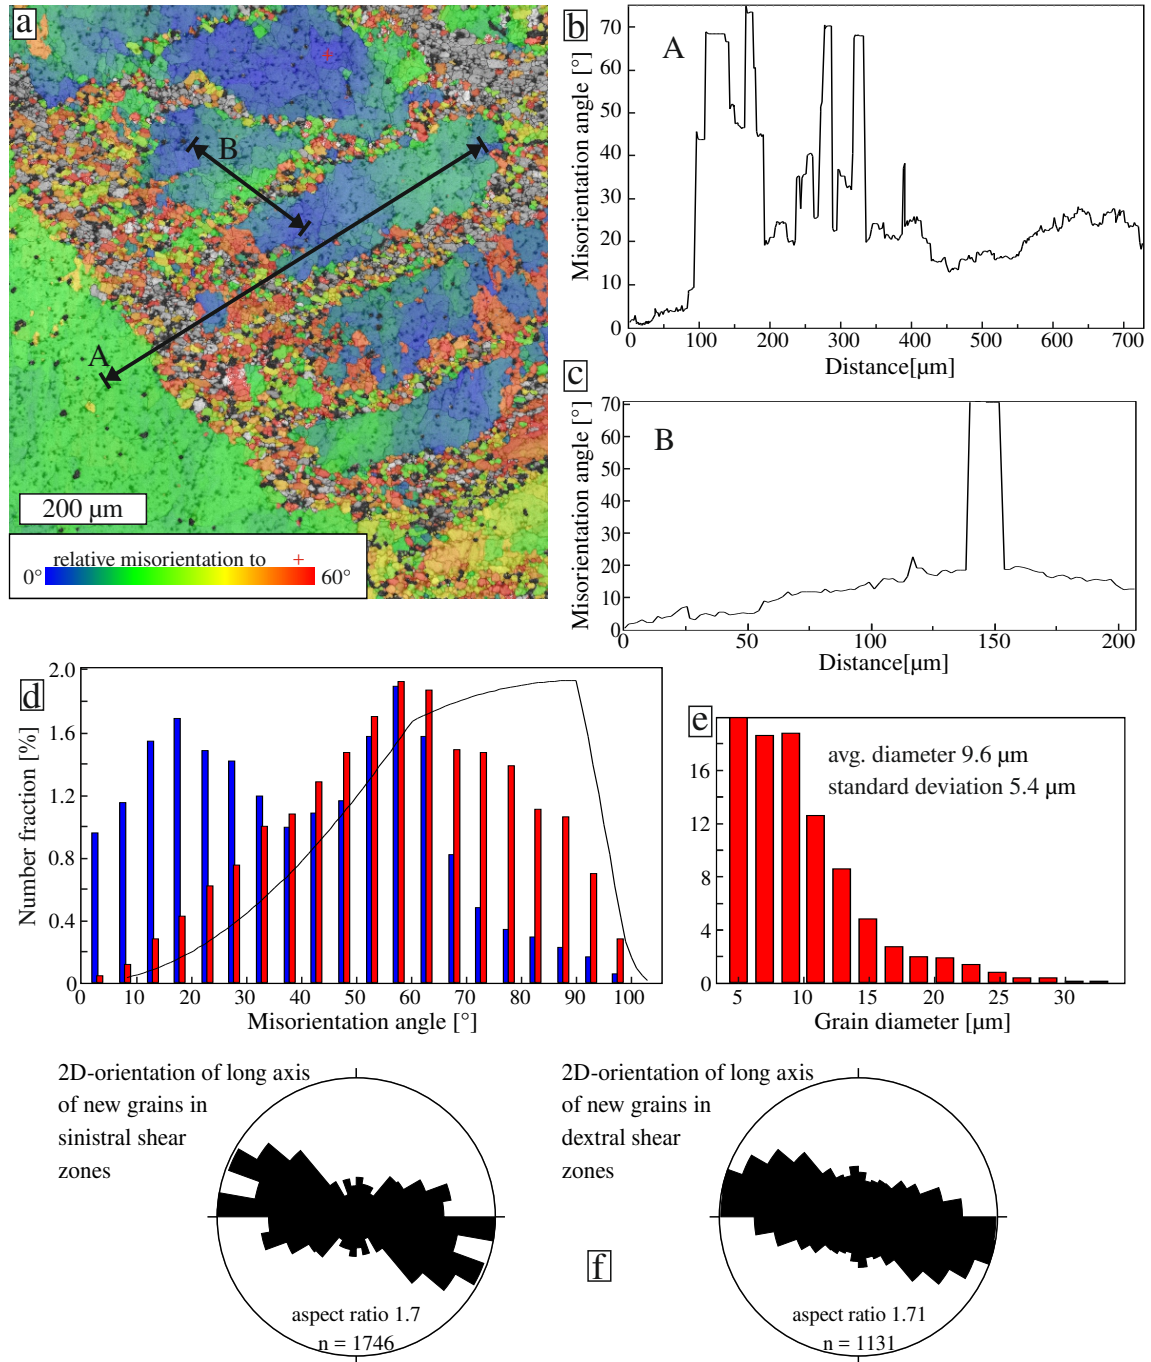 a
B
A
200 µm
relative misorientation to +
0° 60°
b
A
Misorientation angle [°]
70
60
50
40
30
20
10
0
0 100 200 300 400 500 600 700
Distance[µm]
c
B
Misorientation angle [°]
70
60
50
40
30
20
10
0
0 50 100 150 200
Distance[µm]
d
Number fraction [%]
2.0
1.6
1.2
0.8
0.4
0
0 10 20 30 40 50 60 70 80 90 100
Misorientation angle [°]
e
avg. diameter 9.6 µm
standard deviation 5.4 µm
16
12
8
4
0
5 10 15 20 25 30
Grain diameter [µm]
2D-orientation of long axis
of new grains in
sinistral shear
zones
aspect ratio 1.7
n = 1746
2D-orientation of long axis
of new grains in
dextral shear
zones
aspect ratio 1.71
n = 1131
f